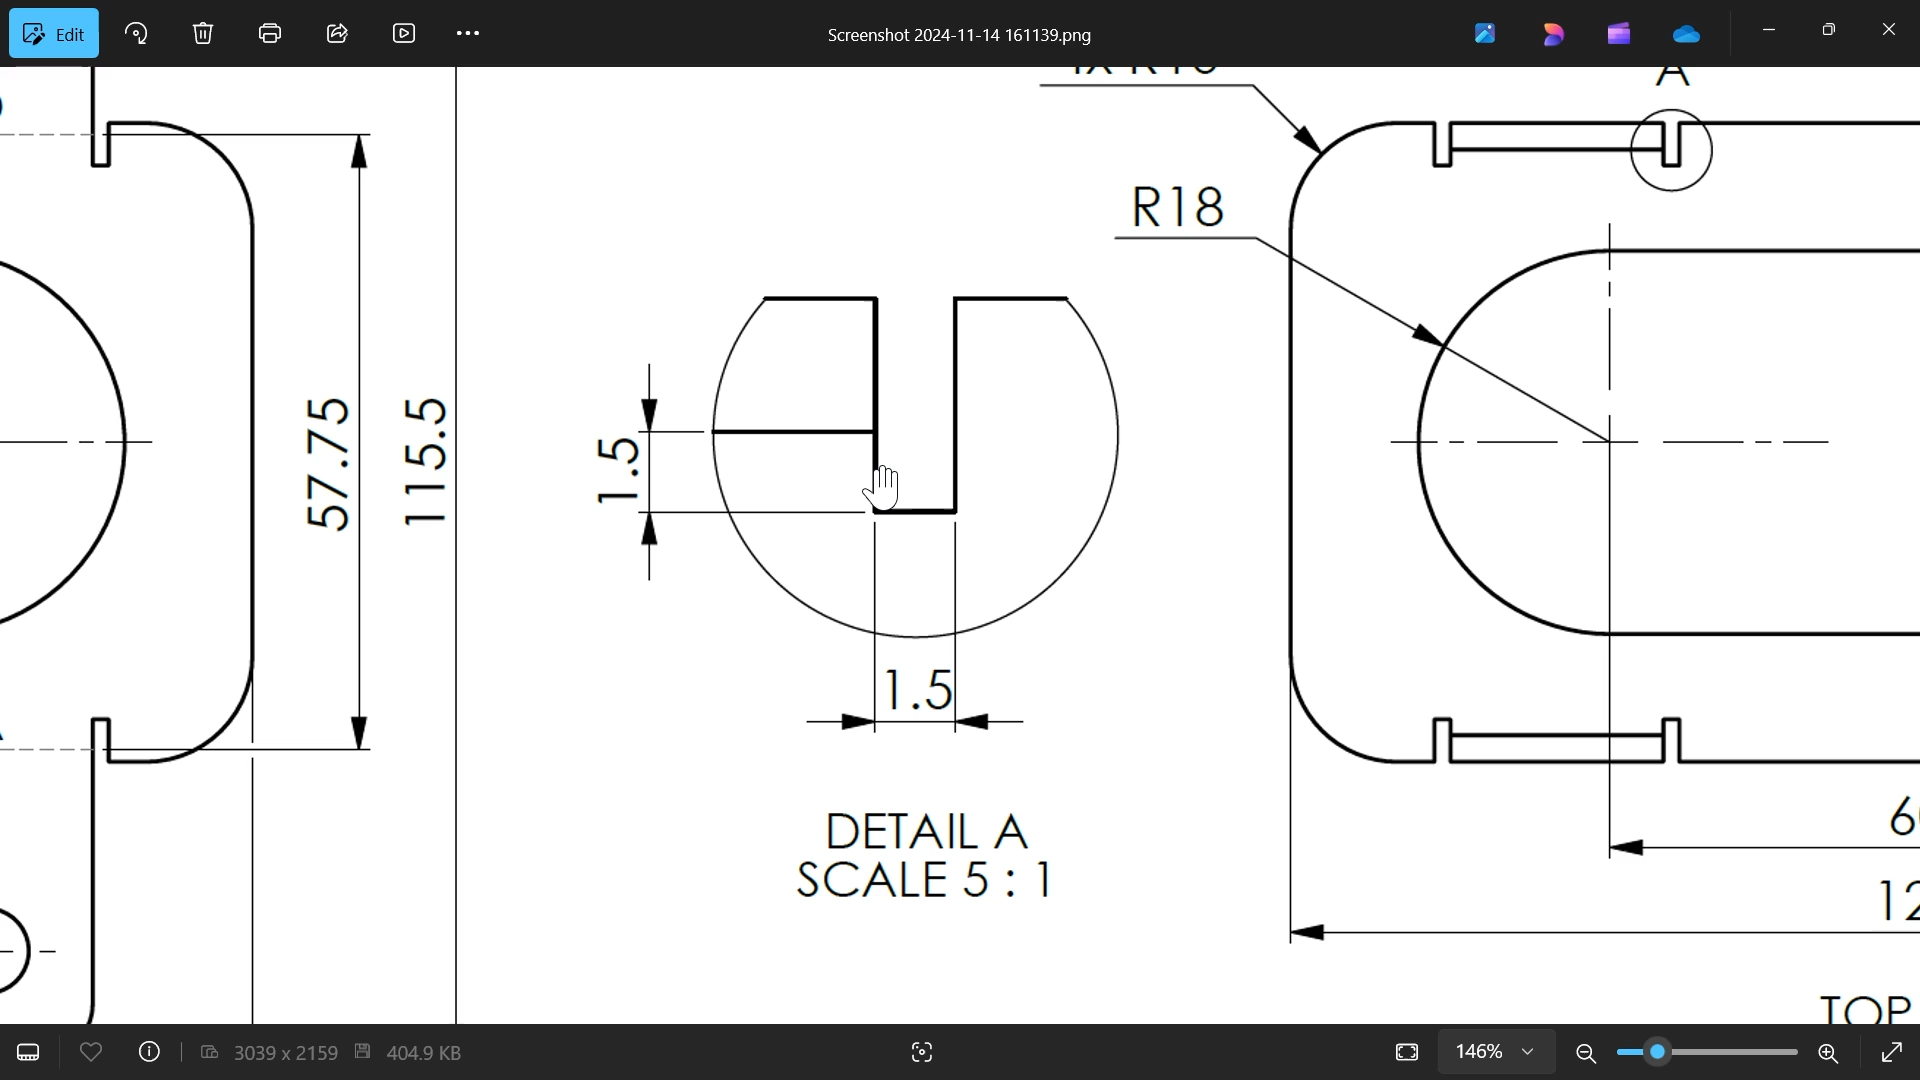 Edit
Screenshot 2024-11-14 161139.png
A
R18
57.75
115.5
1.5
1.5
DETAIL A
SCALE 5 : 1
TOP
3039 x 2159
404.9 KB
146%